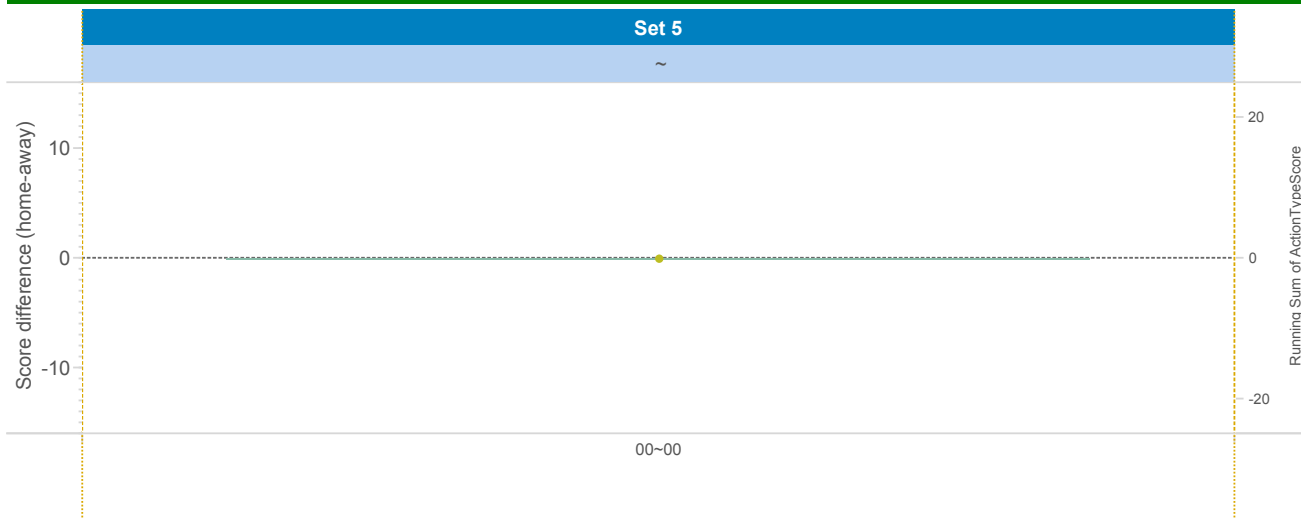 Set 5
~
Score difference (home-away)
10
0
-10
20
0
-20
Running Sum of ActionTypeScore
00~00